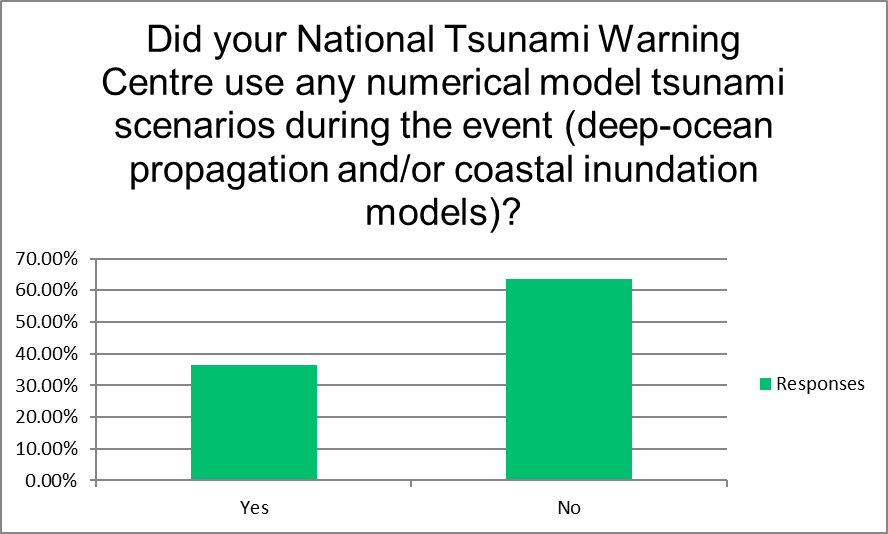 Did your National Tsunami Warning
Centre use any numerical model tsunami
scenarios during the event (deep-ocean
propagation and/or coastal inundation
models)?
70.00%
60.00%
50.00%
40.00%
30.00%
20.00%
10.00%
0.00%
Yes No
Responses